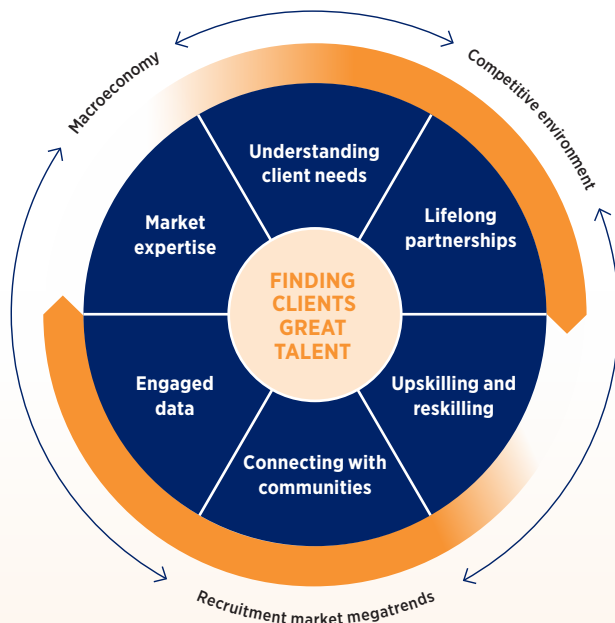 Macroeconomy
Competitive environment
Understanding
client needs
Market
expertise
Lifelong
partnerships
FINDING
CLIENTS
GREAT
TALENT
Engaged
data
Upskilling and
reskilling
Connecting with
communities
Recruitment market megatrends